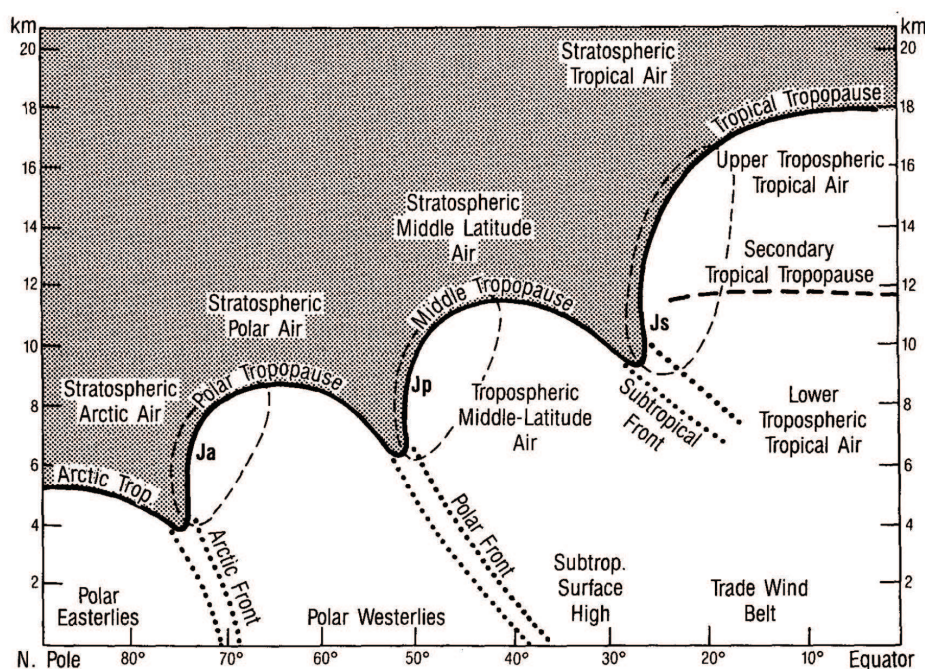 km
km
20
18
16
14
12
10
8
6
4
2
20
18
16
14
12
10
8
6
4
2
Stratospheric
Tropical Air
Tropical Tropopause
Upper Tropospheric
Tropical Air
Stratospheric
Middle Latitude
Air
Secondary
Tropical Tropopause
Middle Tropopause
Stratospheric
Polar Air
Js
Polar Tropopause
Jp
Stratospheric
Arctic Air
Tropospheric
Middle-Latitude
Air
Subtropical
Front
Lower
Tropospheric
Tropical Air
Ja
Arctic Trop.
Arctic Front
Polar Front
Polar
Easterlies
Polar Westerlies
Subtrop.
Surface
High
Trade Wind
Belt
N. Pole 80° 70° 60° 50° 40° 30° 20° 10° Equator